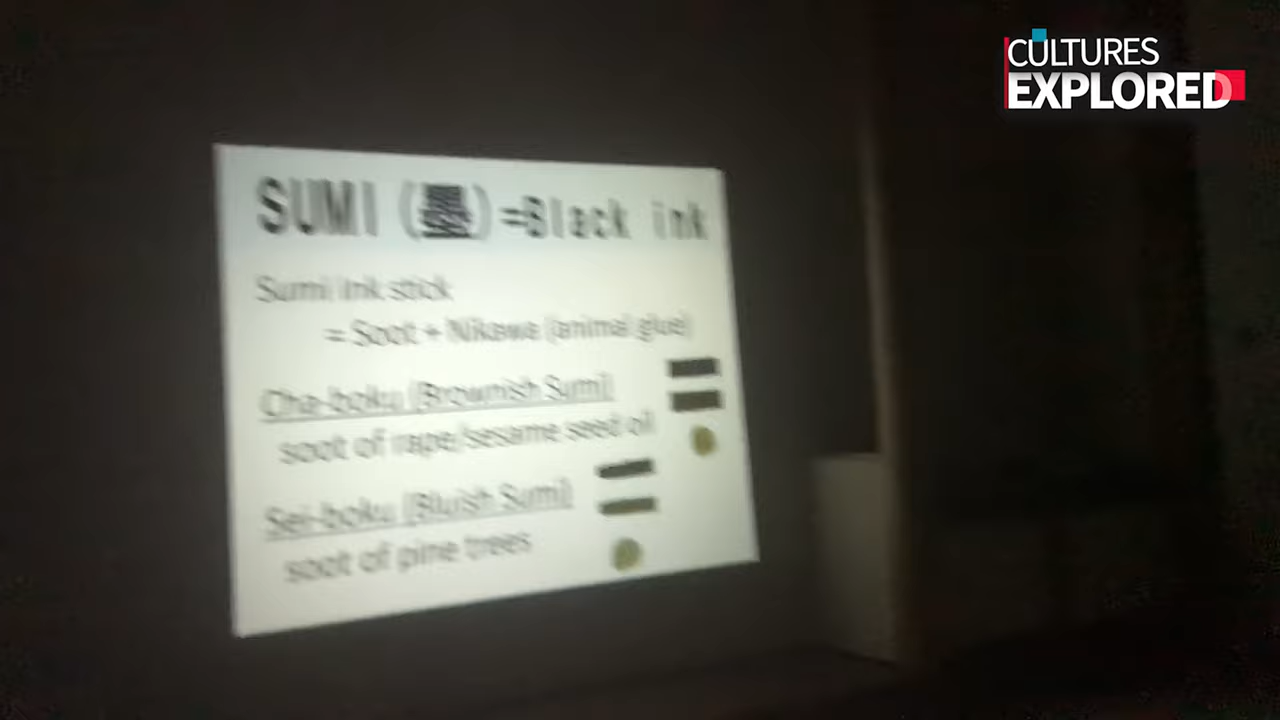 CULTURES
EXPLORED
SUMI (墨)=Black ink
Sumi ink stick
= Soot + Nikawa (animal glue)
Cha-boku (Brownish Sumi)
soot of rape/sesame seed oil
Sei-boku (Bluish Sumi)
soot of pine trees